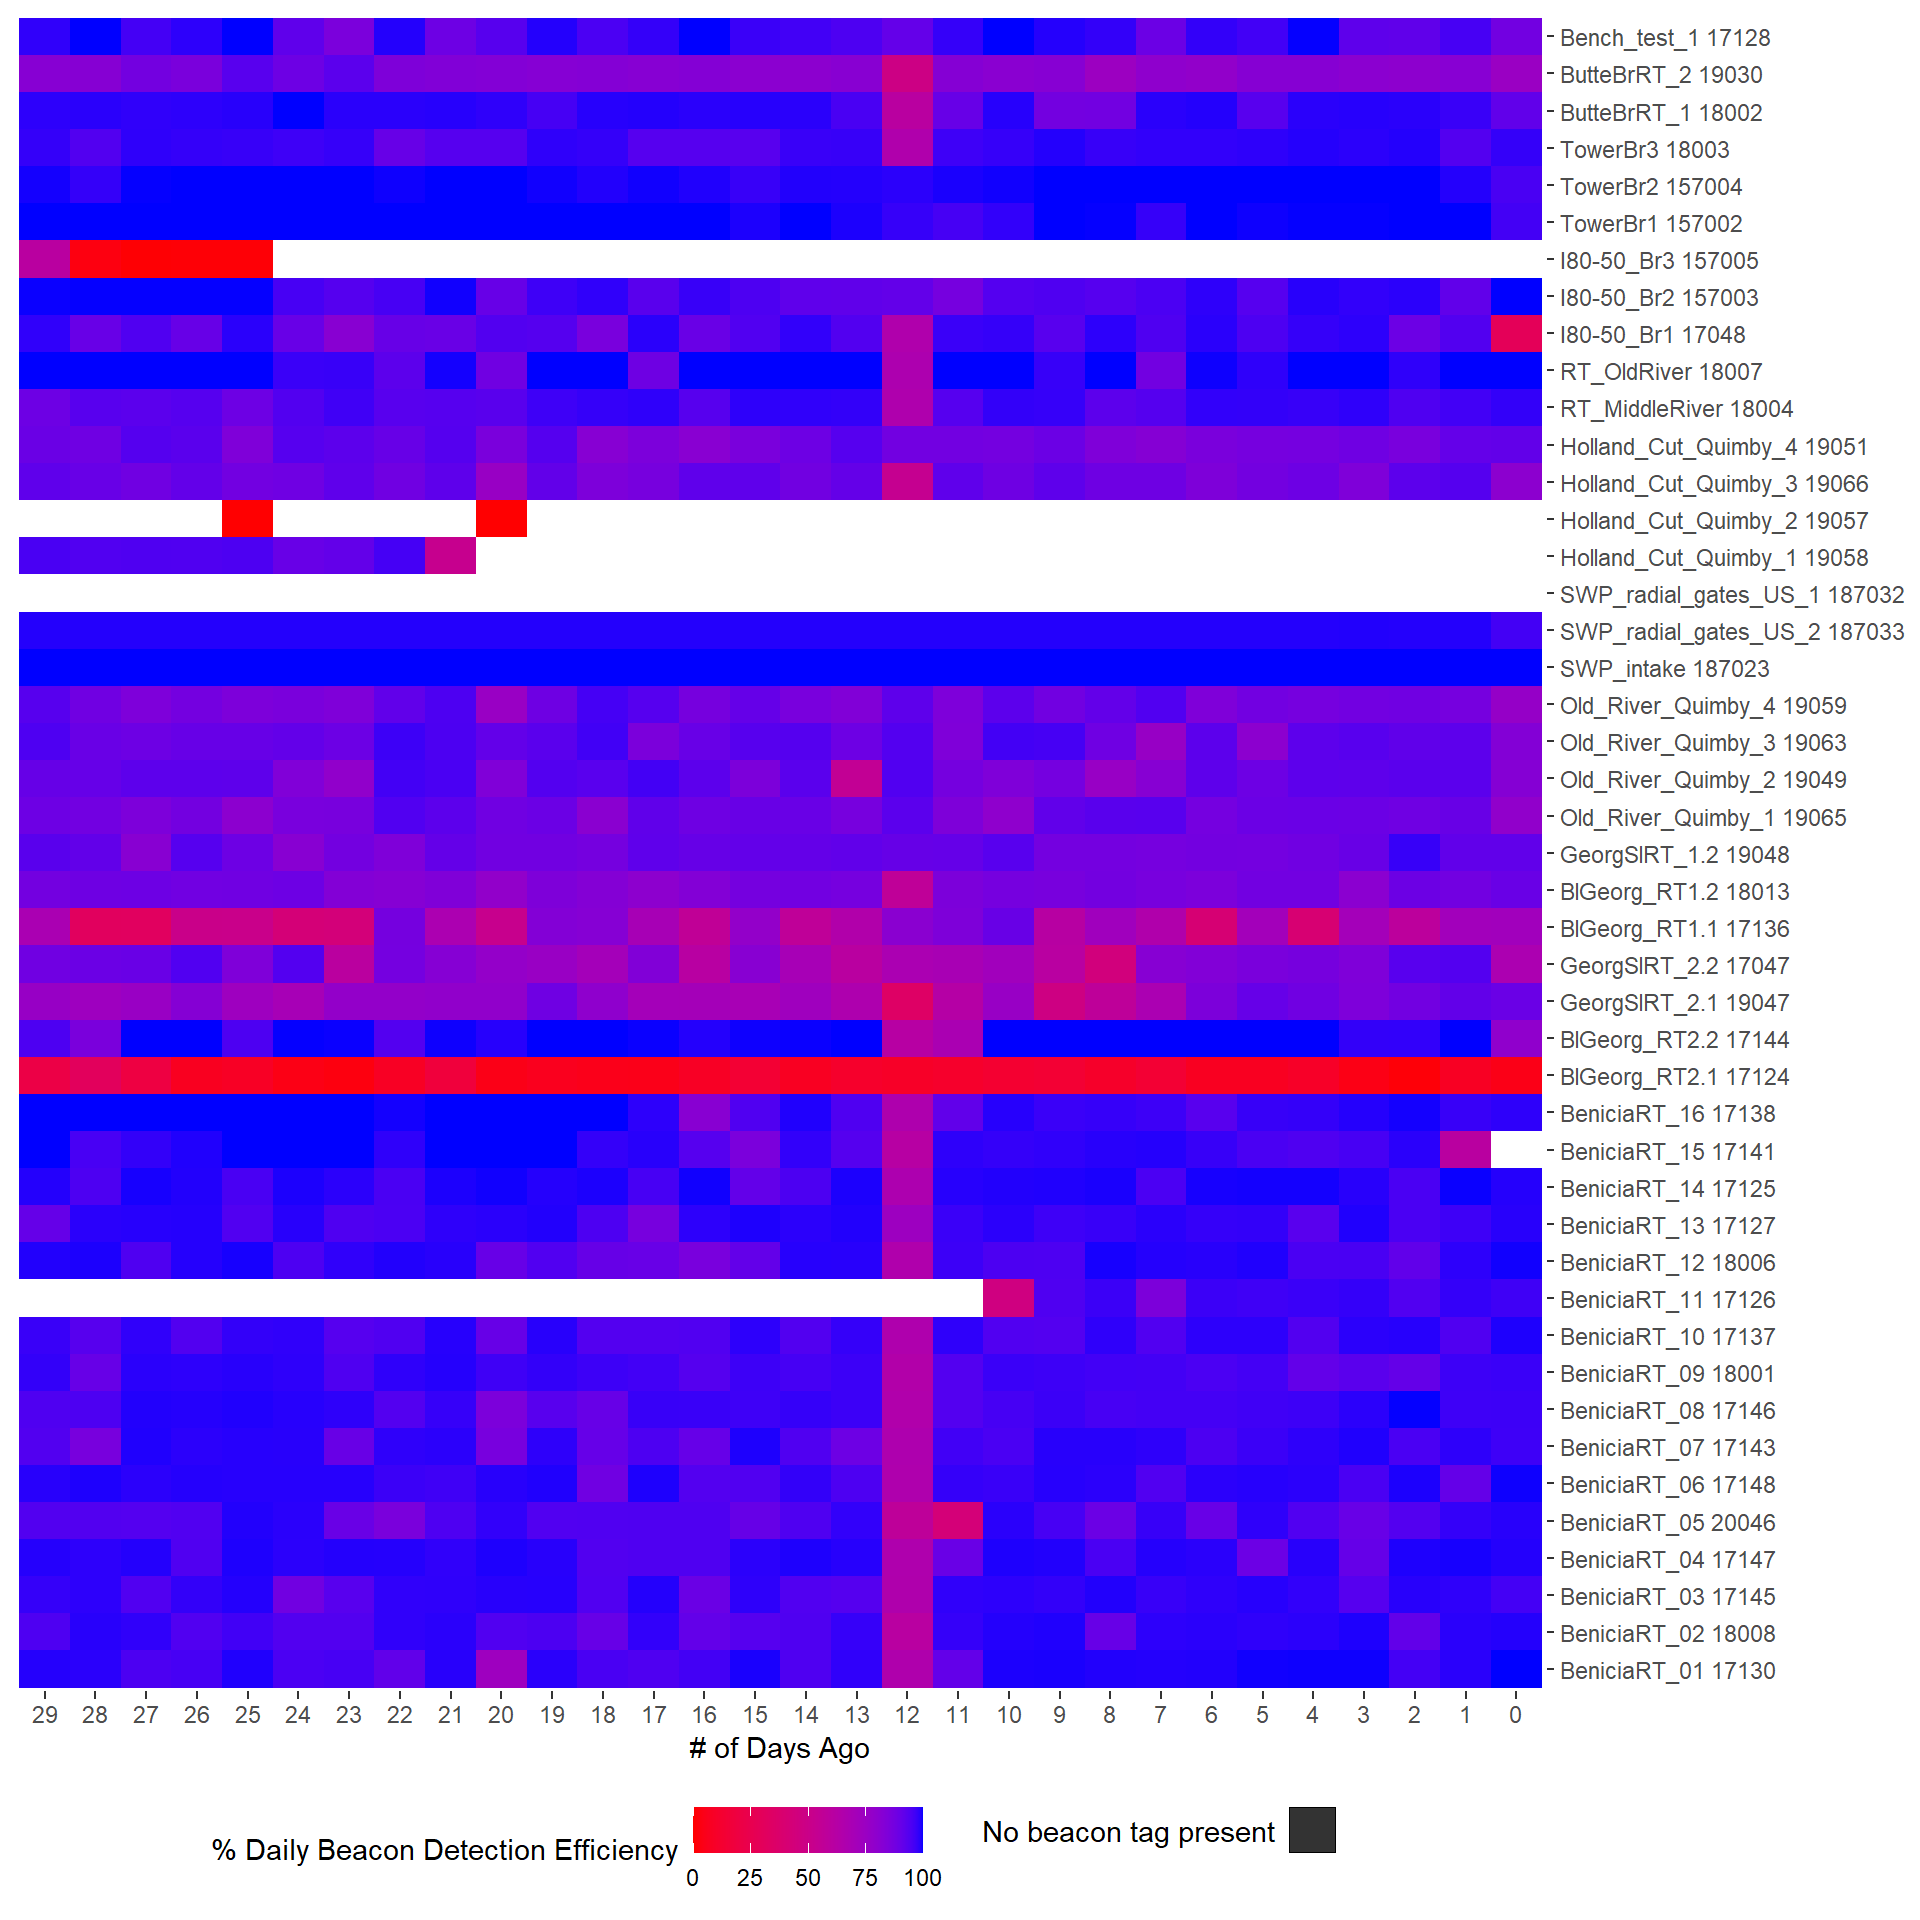 Bench_test_1 17128
ButteBrRT_2 19030
ButteBrRT_1 18002
TowerBr3 18003
TowerBr2 157004
TowerBr1 157002
I80-50_Br3 157005
I80-50_Br2 157003
I80-50_Br1 17048
RT_OldRiver 18007
RT_MiddleRiver 18004
Holland_Cut_Quimby_4 19051
Holland_Cut_Quimby_3 19066
Holland_Cut_Quimby_2 19057
Holland_Cut_Quimby_1 19058
SWP_radial_gates_US_1 187032
SWP_radial_gates_US_2 187033
SWP_intake 187023
Old_River_Quimby_4 19059
Old_River_Quimby_3 19063
Old_River_Quimby_2 19049
Old_River_Quimby_1 19065
GeorgSlRT_1.2 19048
BlGeorg_RT1.2 18013
BlGeorg_RT1.1 17136
GeorgSlRT_2.2 17047
GeorgSlRT_2.1 19047
BlGeorg_RT2.2 17144
BlGeorg_RT2.1 17124
BeniciaRT_16 17138
BeniciaRT_15 17141
BeniciaRT_14 17125
BeniciaRT_13 17127
BeniciaRT_12 18006
BeniciaRT_11 17126
BeniciaRT_10 17137
BeniciaRT_09 18001
BeniciaRT_08 17146
BeniciaRT_07 17143
BeniciaRT_06 17148
BeniciaRT_05 20046
BeniciaRT_04 17147
BeniciaRT_03 17145
BeniciaRT_02 18008
BeniciaRT_01 17130
29 28 27 26 25 24 23 22 21 20 19 18 17 16 15 14 13 12 11 10 9 8 7 6 5 4 3 2 1 0
# of Days Ago
% Daily Beacon Detection Efficiency
0 25 50 75 100
No beacon tag present